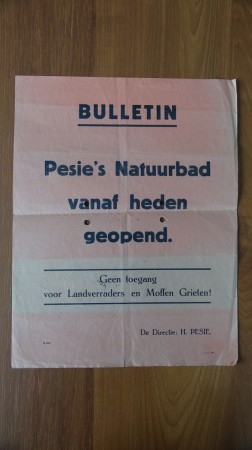 BULLETIN
Pesie's Natuurbad
vanaf heden
geopend.
Geen toegang
voor Landverraders en Moffen Grieten!
De Directie: H. PESIE.